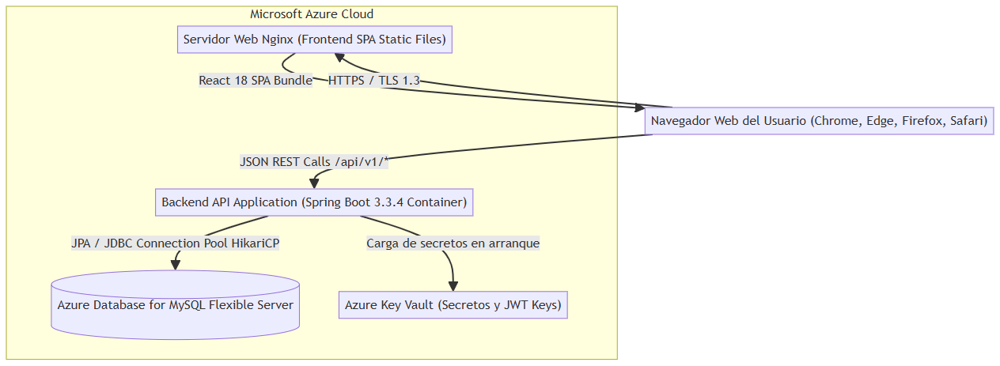 Microsoft Azure Cloud
Servidor Web Nginx (Frontend SPA Static Files)
React 18 SPA Bundle
HTTPS / TLS 1.3
Navegador Web del Usuario (Chrome, Edge, Firefox, Safari)
JSON REST Calls /api/v1/*
Backend API Application (Spring Boot 3.3.4 Container)
JPA / JDBC Connection Pool HikariCP
Carga de secretos en arranque
Azure Database for MySQL Flexible Server
Azure Key Vault (Secretos y JWT Keys)